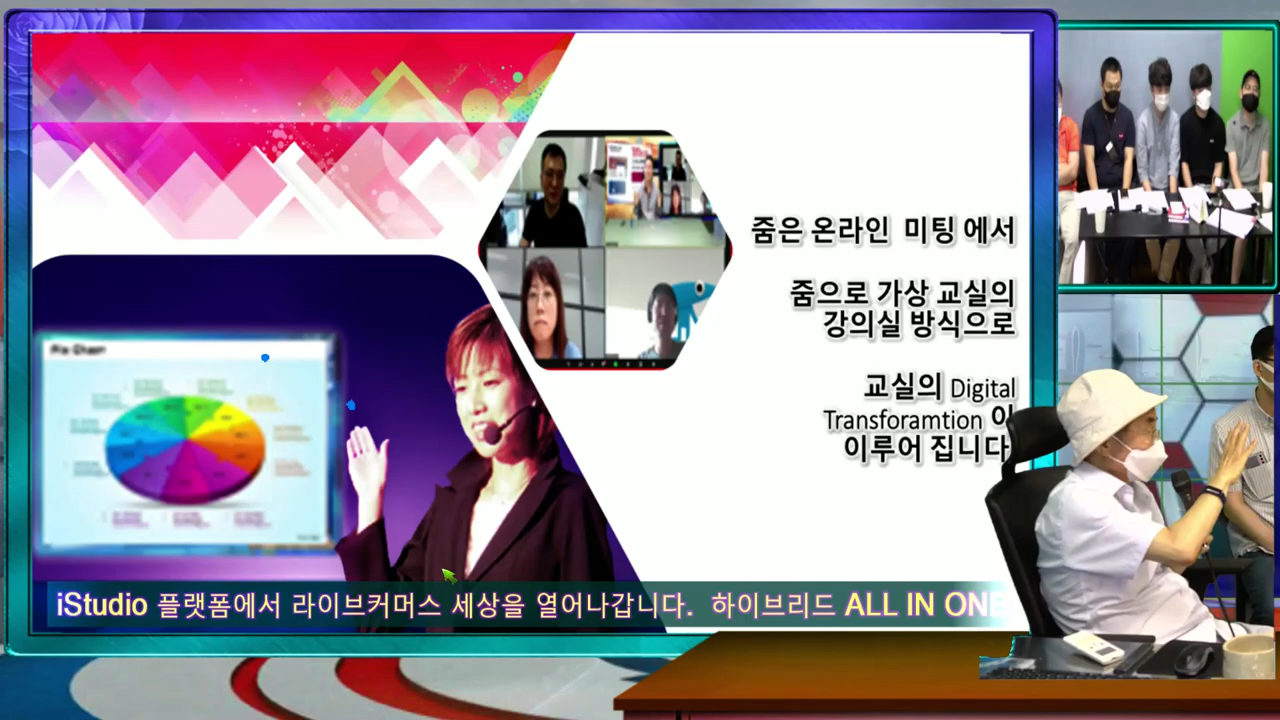 줌은 온라인 미팅 에서
줌으로 가상 교실의
강의실 방식으로
교실의 Digital
Transforamtion 이
이루어 집니다
iStudio 플랫폼에서 라이브커머스 세상을 열어나갑니다. 하이브리드 ALL IN ONE